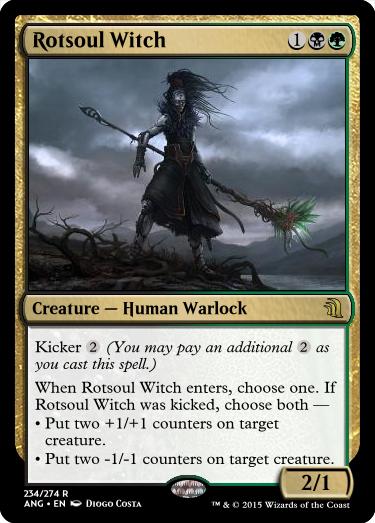 Rotsoul Witch 1
Creature — Human Warlock
Kicker 2 (You may pay an additional 2 as
you cast this spell.)
When Rotsoul Witch enters, choose one. If
Rotsoul Witch was kicked, choose both —
• Put two +1/+1 counters on target
creature.
• Put two -1/-1 counters on target creature.
2/1
234/274 R
ANG • EN Diogo Costa
™ & © 2015 Wizards of the Coast